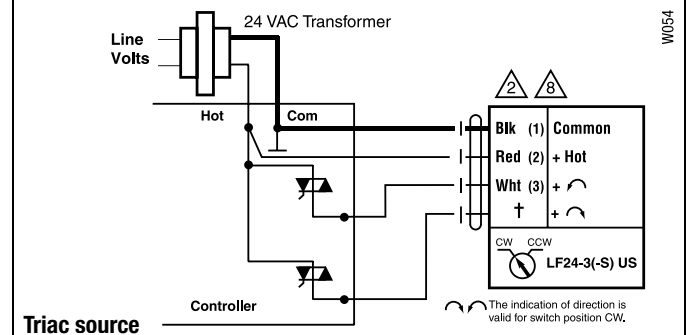 24 VAC Transformer
Line
Volts
W054
2 8
Hot Com
Blk (1) Common
Red (2) + Hot
Wht (3) +
† +
CW CCW
LF24-3(-S) US
Controller
The indication of direction is
valid for switch position CW.
Triac source